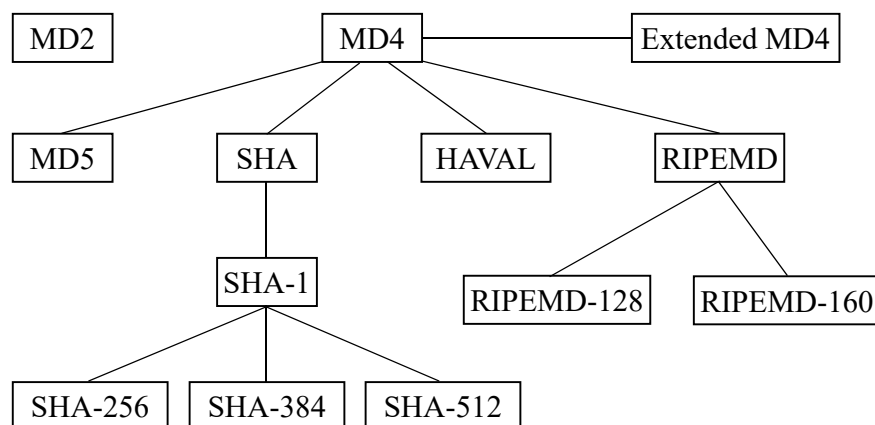 MD2
MD4
Extended MD4
MD5
SHA
HAVAL
RIPEMD
SHA-1
RIPEMD-128
RIPEMD-160
SHA-256
SHA-384
SHA-512